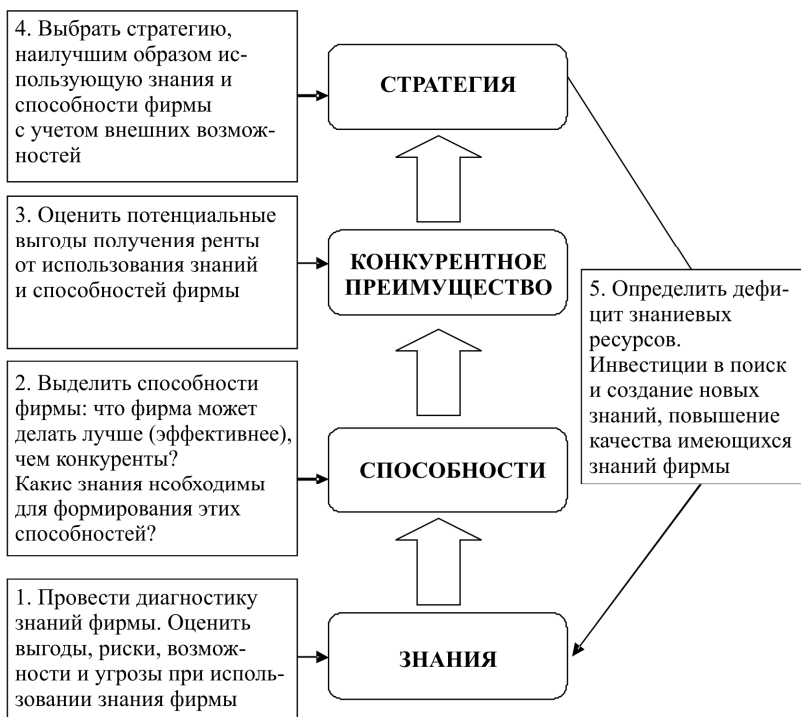 4. Выбрать стратегию,
наилучшим образом ис-
пользующую знания и
способности фирмы
с учетом внешних возмож-
ностей
СТРАТЕГИЯ
3. Оценить потенциальные
выгоды получения ренты
от использования знаний
и способностей фирмы
КОНКУРЕНТНОЕ
ПРЕИМУЩЕСТВО
5. Определить дефи-
цит знаниевых
ресурсов.
Инвестиции в поиск
и создание новых
знаний, повышение
качества имеющихся
знаний фирмы
2. Выделить способности
фирмы: что фирма может
делать лучше (эффективнее),
чем конкуренты?
Какие знания необходимы
для формирования этих
способностей?
СПОСОБНОСТИ
1. Провести диагностику
знаний фирмы. Оценить
выгоды, риски, возмож-
ности и угрозы при исполь-
зовании знания фирмы
ЗНАНИЯ